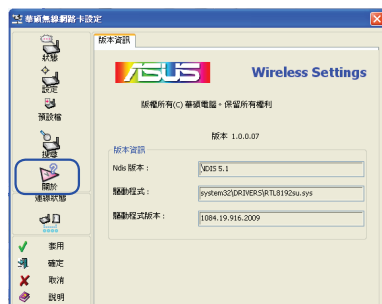 華碩無線網路卡設定
狀態
設定
預設檔
搜尋
關於
連線狀態
套用
確定
取消
說明
版本資訊
ASUS
Wireless Settings
版權所有(C) 華碩電腦。保留所有權利
版本 1.0.0.07
版本資訊
Ndis 版本：
NDIS 5.1
驅動程式：
system32\DRIVERS\RTL8192su.sys
驅動程式版本：
1084.19.916.2009